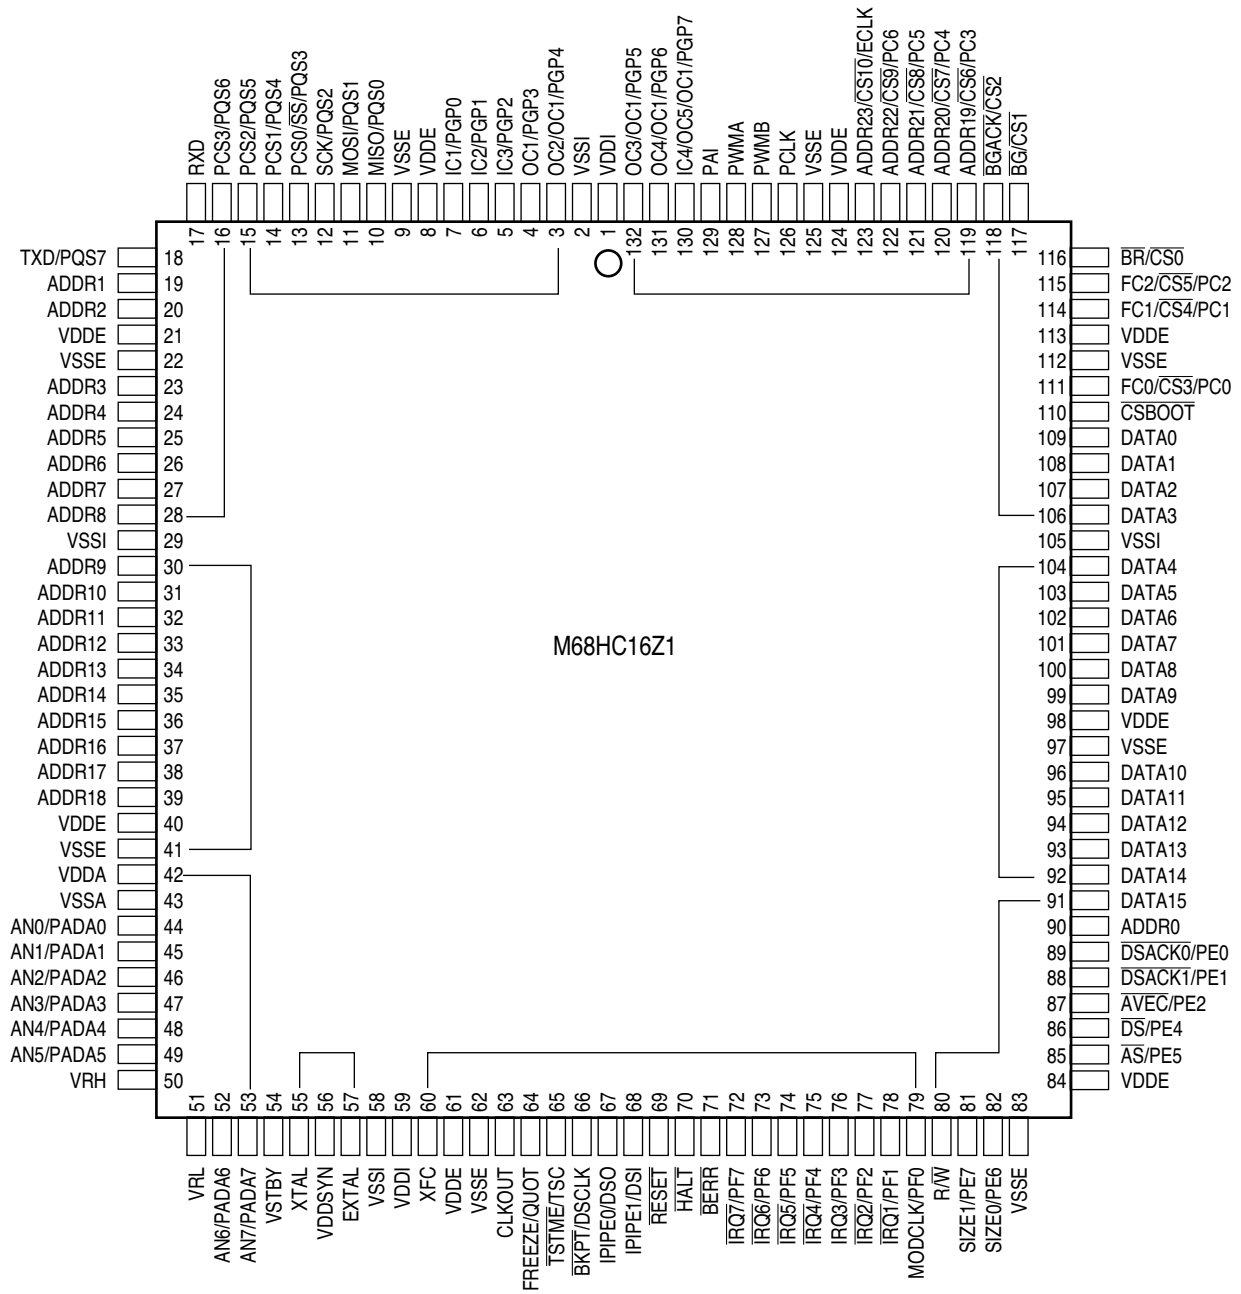 RXD
PCS3/PQS6
PCS2/PQS5
PCS1/PQS4
PCS0/SS/PQS3
SCK/PQS2
MOSI/PQS1
MISO/PQS0
VSSE
VDDE
IC1/PGP0
IC2/PGP1
IC3/PGP2
OC1/PGP3
OC2/OC1/PGP4
VSSI
VDDI
OC3/OC1/PGP5
OC4/OC1/PGP6
IC4/OC5/OC1/PGP7
PAI
PWMA
PWMB
PCLK
VSSE
VDDE
ADDR23/CS10/ECLK
ADDR22/CS9/PC6
ADDR21/CS8/PC5
ADDR20/CS7/PC4
ADDR19/CS6/PC3
BGACK/CS2
BG/CS1
17
16
15
14
13
12
11
10
9
8
7
6
5
4
3
2
1
132
131
130
129
128
127
126
125
124
123
122
121
120
119
118
117
TXD/PQS7 18
ADDR1 19
ADDR2 20
VDDE 21
VSSE 22
ADDR3 23
ADDR4 24
ADDR5 25
ADDR6 26
ADDR7 27
ADDR8 28
VSSI 29
ADDR9 30
ADDR10 31
ADDR11 32
ADDR12 33
ADDR13 34
ADDR14 35
ADDR15 36
ADDR16 37
ADDR17 38
ADDR18 39
VDDE 40
VSSE 41
VDDA 42
VSSA 43
AN0/PADA0 44
AN1/PADA1 45
AN2/PADA2 46
AN3/PADA3 47
AN4/PADA4 48
AN5/PADA5 49
VRH 50
M68HC16Z1
116 BR/CS0
115 FC2/CS5/PC2
114 FC1/CS4/PC1
113 VDDE
112 VSSE
111 FC0/CS3/PC0
110 CSBOOT
109 DATA0
108 DATA1
107 DATA2
106 DATA3
105 VSSI
104 DATA4
103 DATA5
102 DATA6
101 DATA7
100 DATA8
99 DATA9
98 VDDE
97 VSSE
96 DATA10
95 DATA11
94 DATA12
93 DATA13
92 DATA14
91 DATA15
90 ADDR0
89 DSACK0/PE0
88 DSACK1/PE1
87 AVEC/PE2
86 DS/PE4
85 AS/PE5
84 VDDE
51
52
53
54
55
56
57
58
59
60
61
62
63
64
65
66
67
68
69
70
71
72
73
74
75
76
77
78
79
80
81
82
83
VRL
AN6/PADA6
AN7/PADA7
VSTBY
XTAL
VDDSYN
EXTAL
VSSI
VDDI
XFC
VDDE
VSSE
CLKOUT
FREEZE/QUOT
TSTME/TSC
BKPT/DSCLK
IPIPE0/DSO
IPIPE1/DSI
RESET
HALT
BERR
IRQ7/PF7
IRQ6/PF6
IRQ5/PF5
IRQ4/PF4
IRQ3/PF3
IRQ2/PF2
IRQ1/PF1
MODCLK/PF0
R/W
SIZE1/PE7
SIZE0/PE6
VSSE